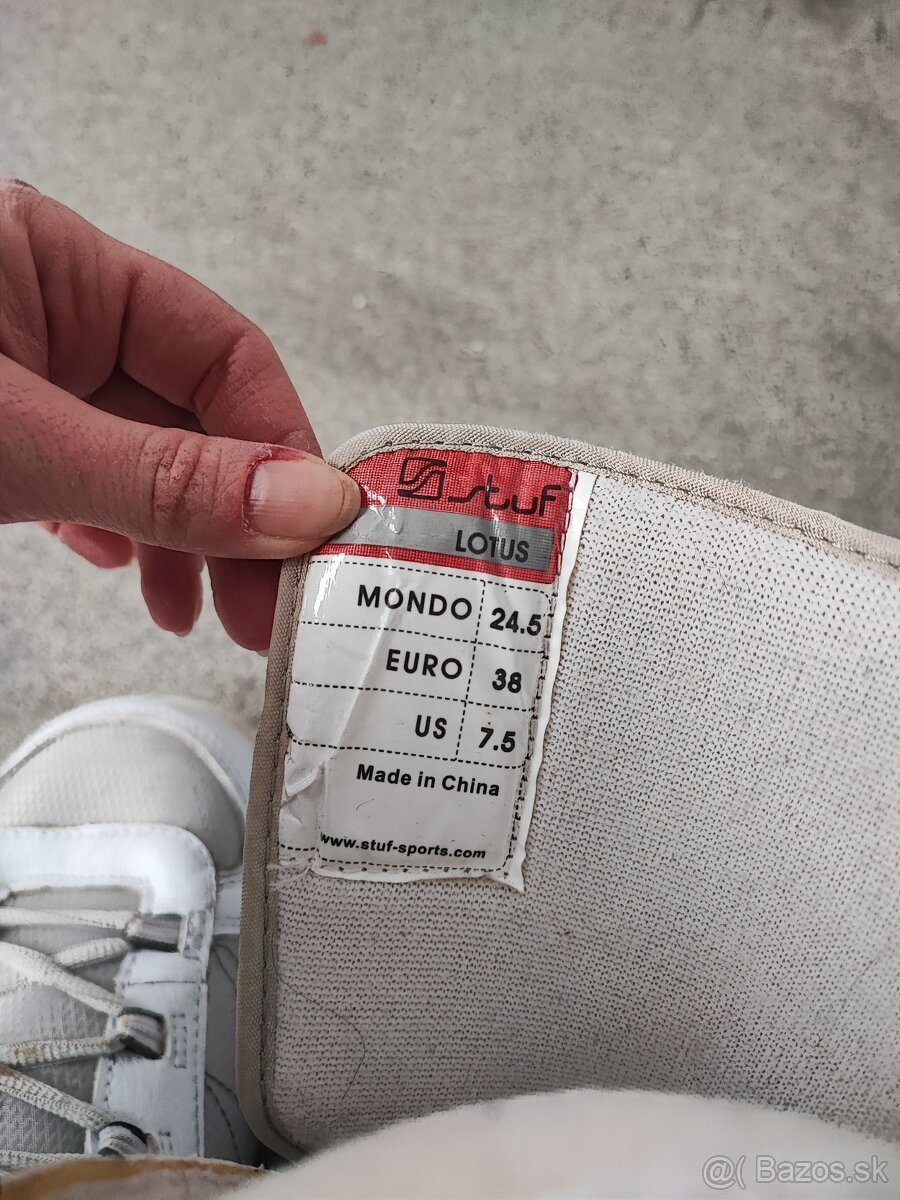 stuf
LOTUS
MONDO 24.5
EURO 38
US 7.5
Made in China
www.stuf-sports.com
@( Bazos.sk